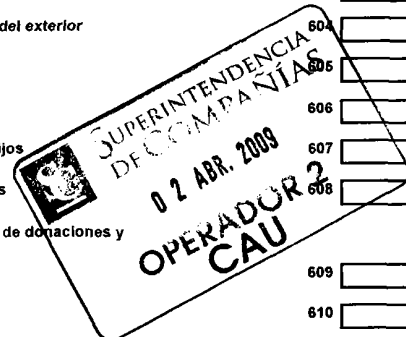 del exterior 604
605
606
jos 607
s 608
de donaciones y
609
610
SUPERINTENDENCIA
DE COMPAÑÍAS
02 ABR. 2009
OPERADOR 2
CAU